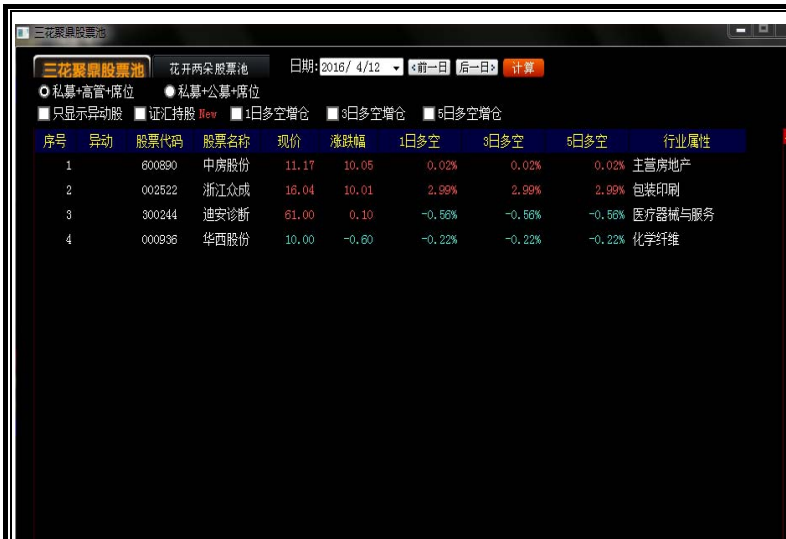 三花聚鼎股票池
三花聚鼎股票池 花开两朵股票池 日期: 2016/ 4/12 <前一日 后一日> 计算
私募+高管+席位 私募+公募+席位
只显示异动股 证汇持股 New 1日多空增仓 3日多空增仓 5日多空增仓
序号 异动 股票代码 股票名称 现价 涨跌幅 1日多空 3日多空 5日多空 行业属性
1 600890 中房股份 11.17 10.05 0.02% 0.02% 0.02% 主营房地产
2 002522 浙江众成 16.04 10.01 2.99% 2.99% 2.99% 包装印刷
3 300244 迪安诊断 61.00 0.10 -0.56% -0.56% -0.56% 医疗器械与服务
4 000936 华西股份 10.00 -0.60 -0.22% -0.22% -0.22% 化学纤维